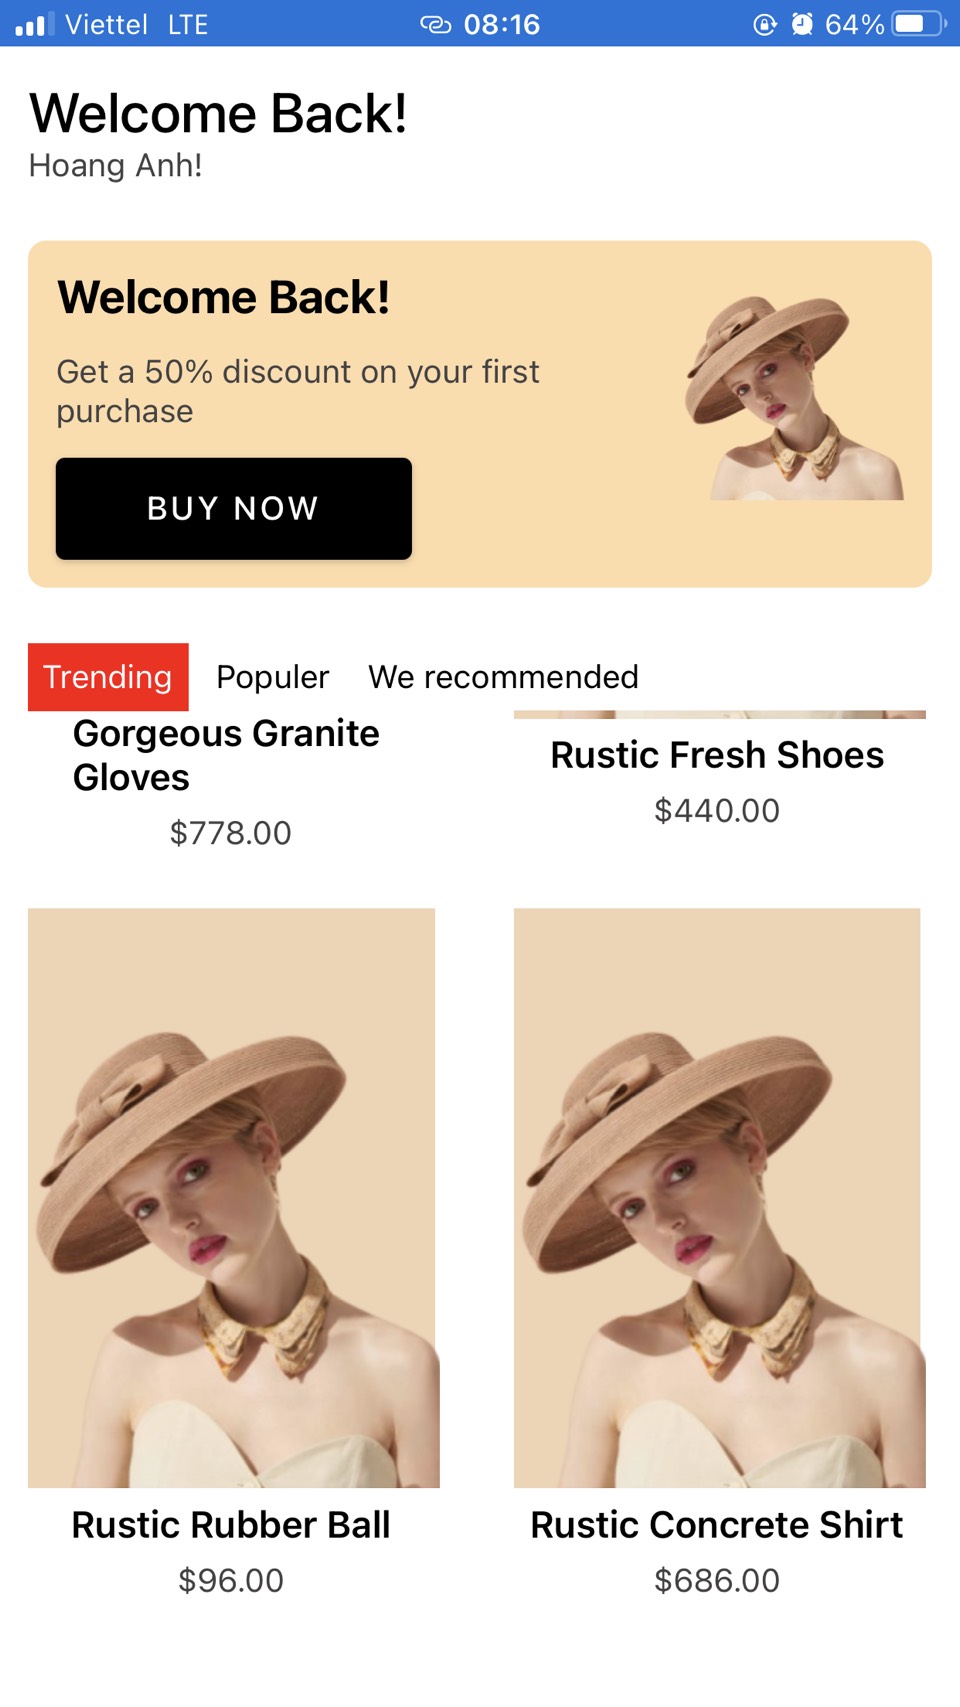 Viettel LTE 08:16 64%
Welcome Back!
Hoang Anh!
Welcome Back!
Get a 50% discount on your first
purchase
BUY NOW
Trending Populer We recommended
Gorgeous Granite
Gloves
$778.00
Rustic Fresh Shoes
$440.00
Rustic Rubber Ball
$96.00
Rustic Concrete Shirt
$686.00